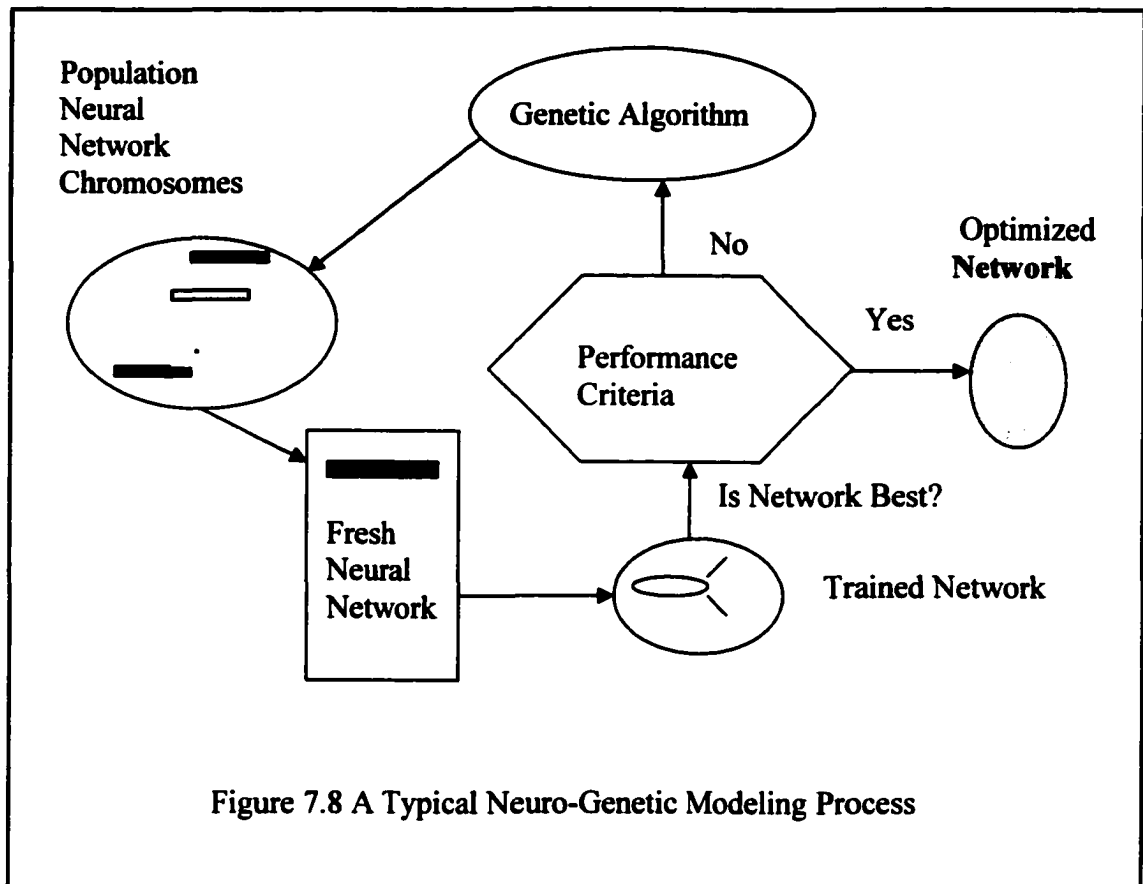 Population
Neural
Network
Chromosomes
Genetic Algorithm
No
Optimized
Network
Yes
Performance
Criteria
Is Network Best?
Fresh
Neural
Network
Trained Network
Figure 7.8 A Typical Neuro-Genetic Modeling Process